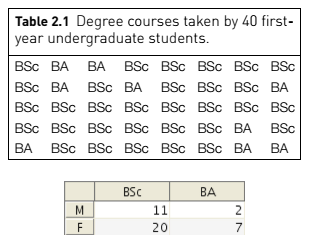 Table 2.1 Degree courses taken by 40 first-
year undergraduate students.
BSc BA BA BSc BSc BSc BSc BSc
BSc BA BSc BA BSc BSc BSc BA
BSc BSc BSc BSc BSc BSc BSc BSc
BSc BSc BSc BSc BSc BSc BA BSc
BA BSc BSc BSc BSc BSc BA BA
BSc BA
M 11 2
F 20 7